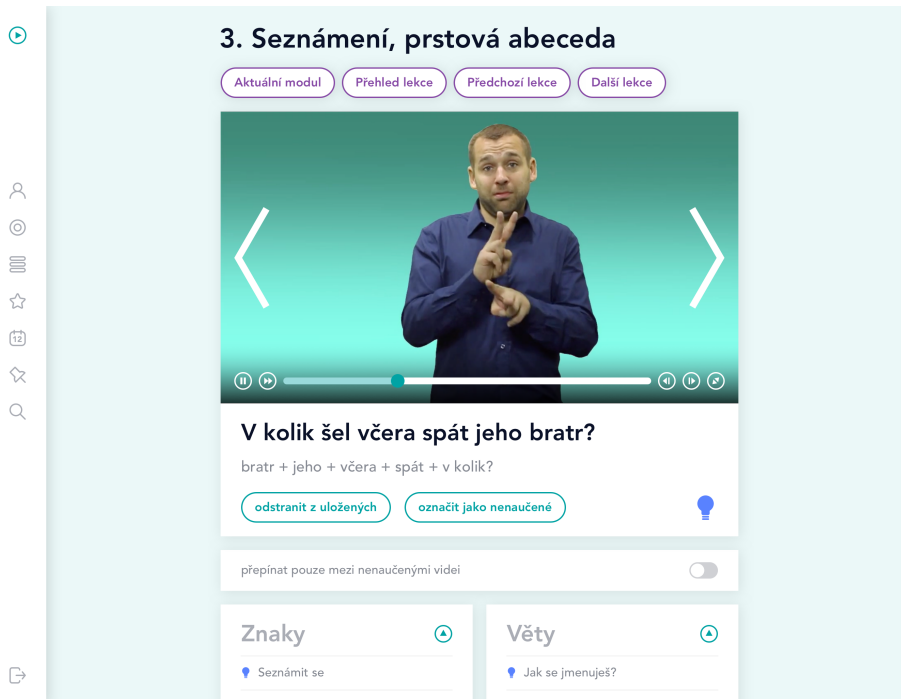 3. Seznámení, prstová abeceda
Aktuální modul
Přehled lekce
Předchozí lekce
Další lekce
12
V kolik šel včera spát jeho bratr?
bratr + jeho + včera + spát + v kolik?
odstranit z uložených
označit jako nenaučené
přepínat pouze mezi nenaučenými videi
Znaky
Seznámit se
Věty
Jak se jmenuješ?